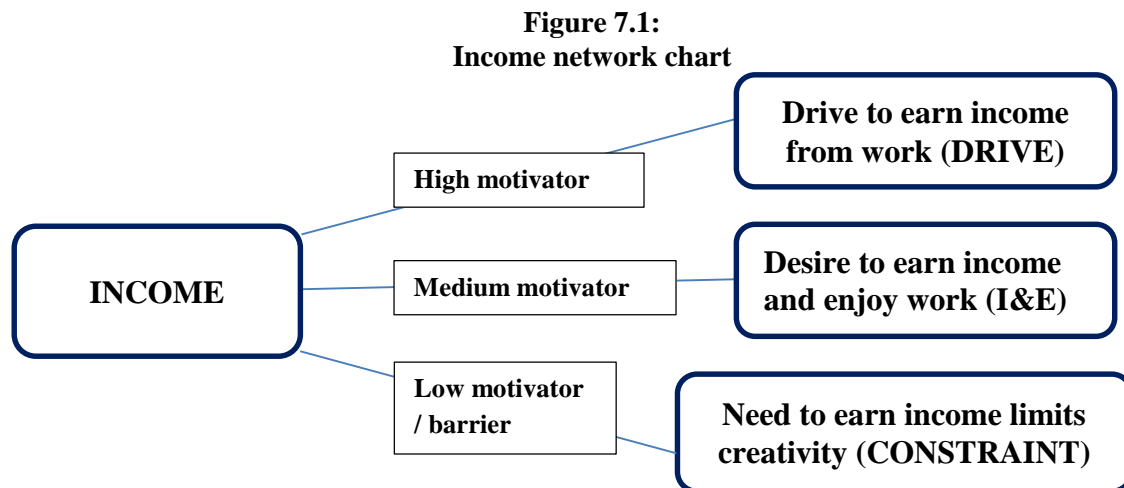 Figure 7.1:
Income network chart
Drive to earn income
from work (DRIVE)
High motivator
INCOME
Medium motivator
Desire to earn income
and enjoy work (I&E)
Low motivator
/ barrier
Need to earn income limits
creativity (CONSTRAINT)